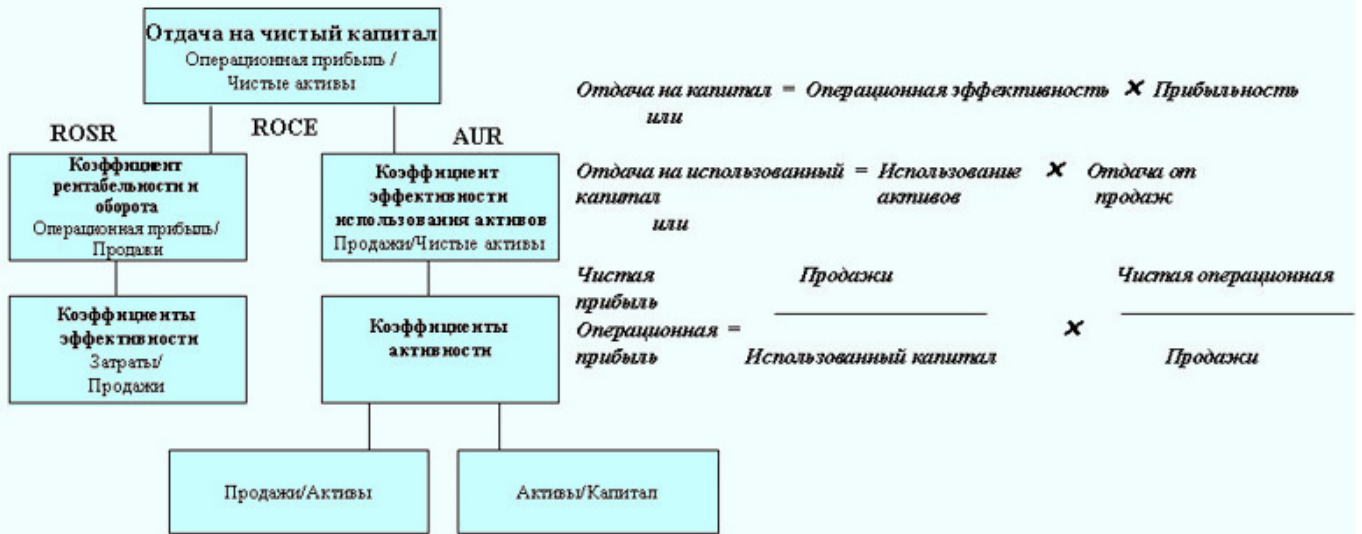 Отдача на чистый капитал
Операционная прибыль /
Чистые активы
ROSR
ROCE
AUR
Коэффициент
рентабельности и
оборота
Операционная прибыль/
Продажи
Коэффициент
эффективности
использования активов
Продажи/Чистые активы
Коэффициенты
эффективности
Затраты/
Продажи
Коэффициенты
активности
Продажи/Активы
Активы/Капитал
Отдача на капитал = Операционная эффективность × Прибыльность
или
Отдача на использованный = Использование × Отдача от
капитал активов продаж
или
Чистая Продажи Чистая операционная
прибыль
Операционная = ×
прибыль Использованный капитал Продажи